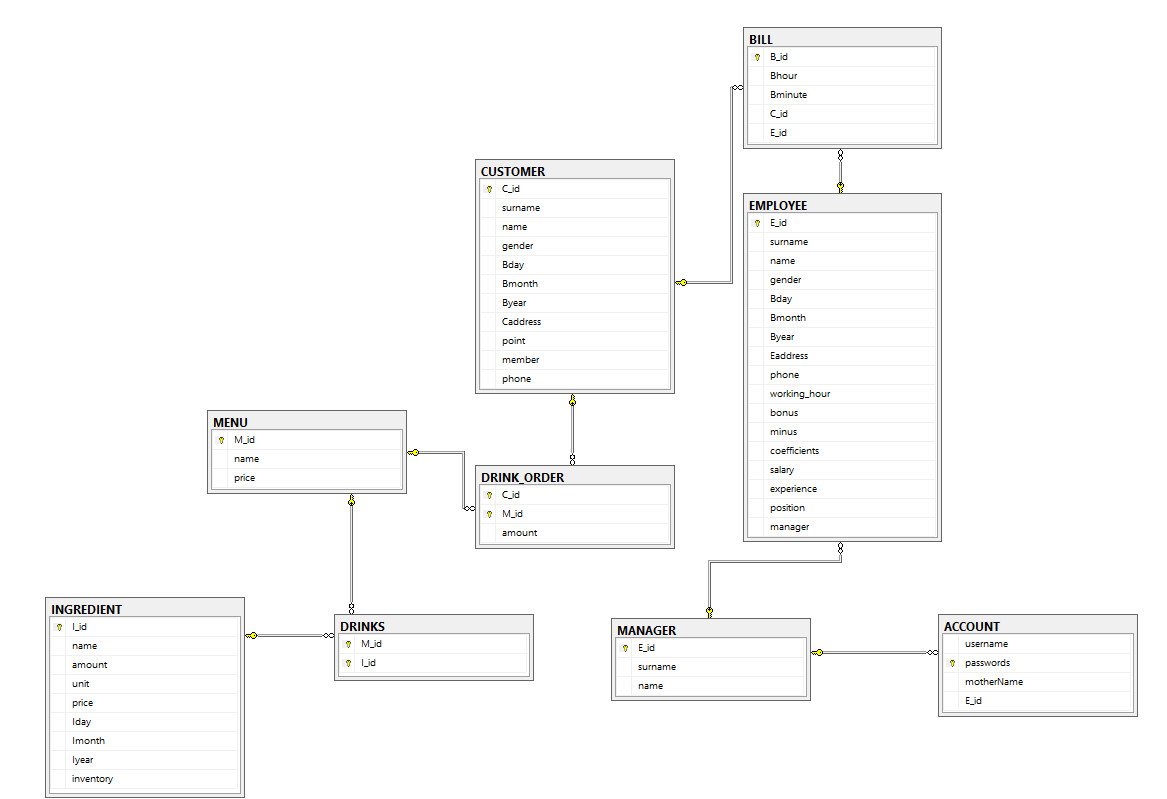 BILL
B_id
Bhour
Bminute
C_id
E_id
CUSTOMER
C_id
surname
name
gender
Bday
Bmonth
Byear
Caddress
point
member
phone
EMPLOYEE
E_id
surname
name
gender
Bday
Bmonth
Byear
Eaddress
phone
working_hour
bonus
minus
coefficients
salary
experience
position
manager
MENU
M_id
name
price
DRINK_ORDER
C_id
M_id
amount
INGREDIENT
I_id
name
amount
unit
price
Iday
Imonth
Iyear
inventory
DRINKS
M_id
I_id
MANAGER
E_id
surname
name
ACCOUNT
username
passwords
motherName
E_id